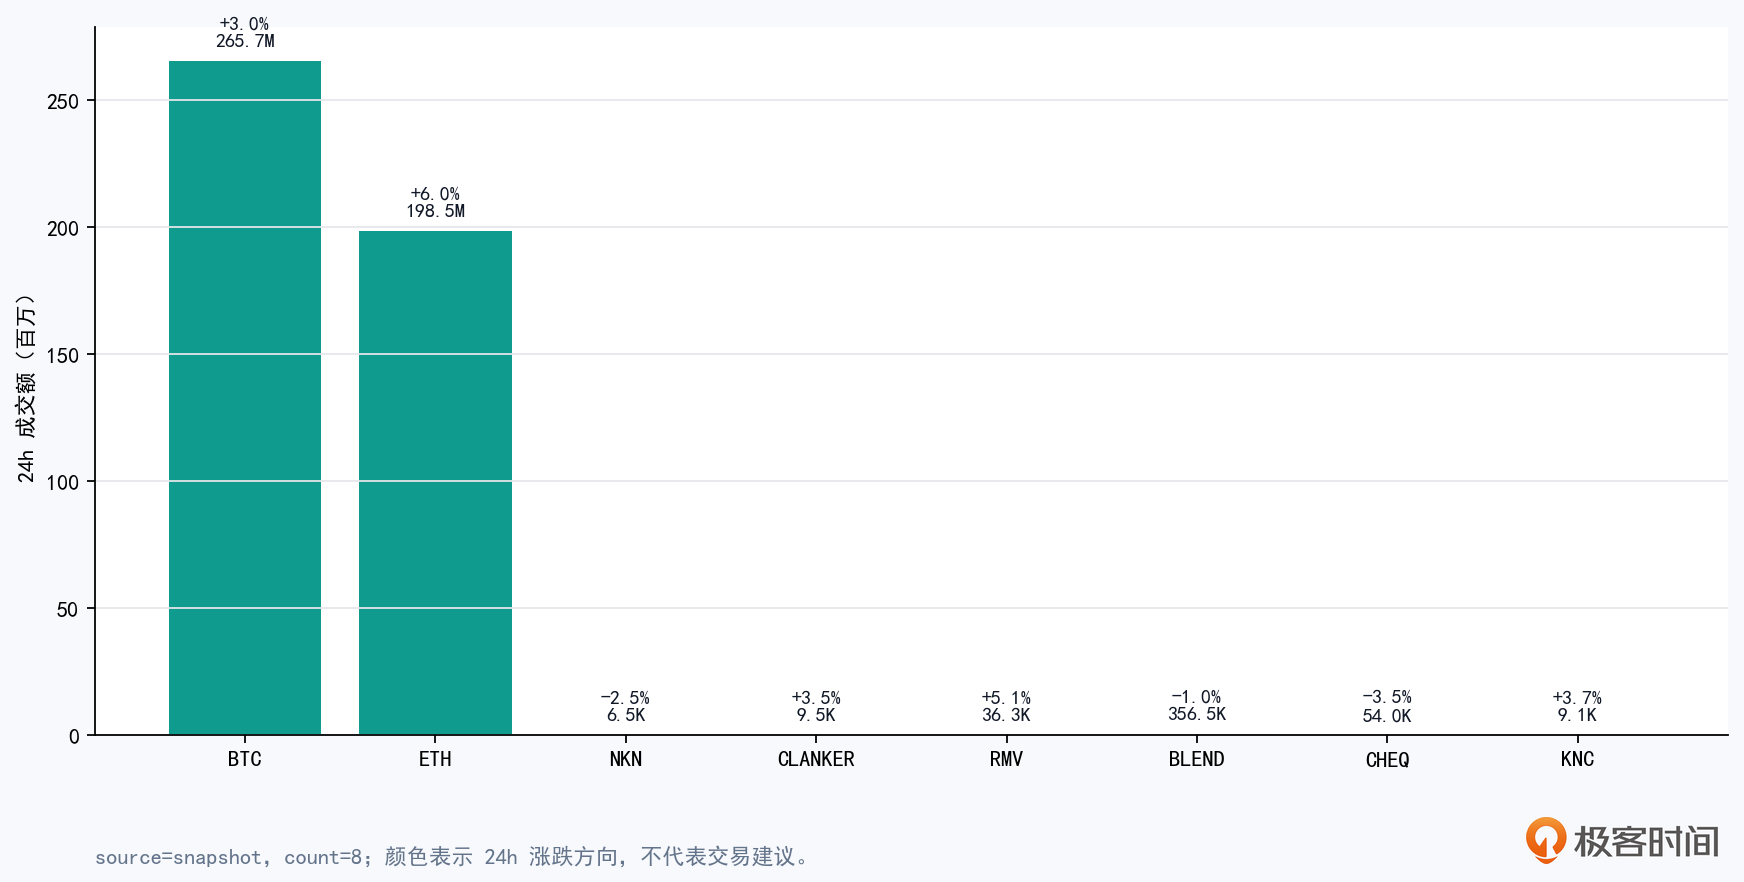 +3.0%
265.7M
+6.0%
198.5M
-2.5%
6.5K
+3.5%
9.5K
+5.1%
36.3K
-1.0%
356.5K
-3.5%
54.0K
+3.7%
9.1K
24h 成交额（百万）
250
200
150
100
50
0
BTC ETH NKN CLANKER RMV BLEND CHEQ KNC
source=snapshot, count=8；颜色表示 24h 涨跌方向，不代表交易建议。
极客时间